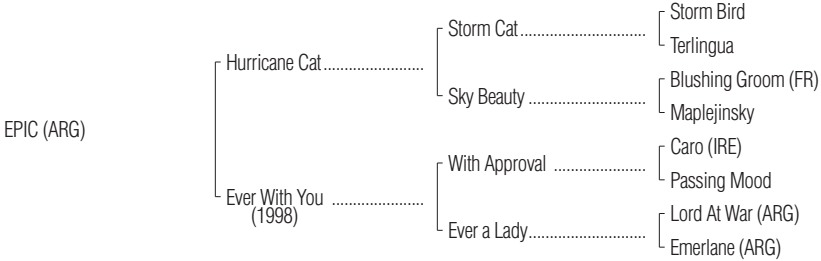 Storm Bird
Storm Cat..............................
Terlingua
Hurricane Cat........................
Blushing Groom (FR)
Sky Beauty ............................
Maplejinsky
EPIC (ARG)
Caro (IRE)
With Approval ......................
Passing Mood
Ever With You ......................
(1998)
Lord At War (ARG)
Ever a Lady............................
Emerlane (ARG)